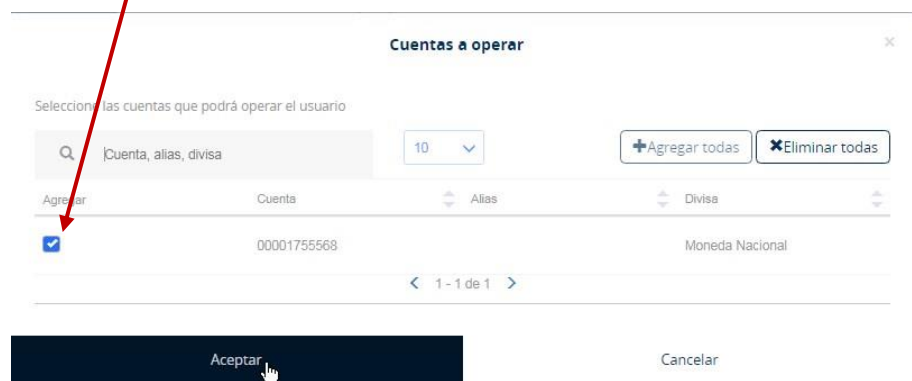 Cuentas a operar
Seleccione las cuentas que podrá operar el usuario
Cuenta, alias, divisa
10
Agregar todas
Eliminar todas
Agregar Cuenta Alias Divisa
00001755568 Moneda Nacional
1 - 1 de 1
Aceptar Cancelar